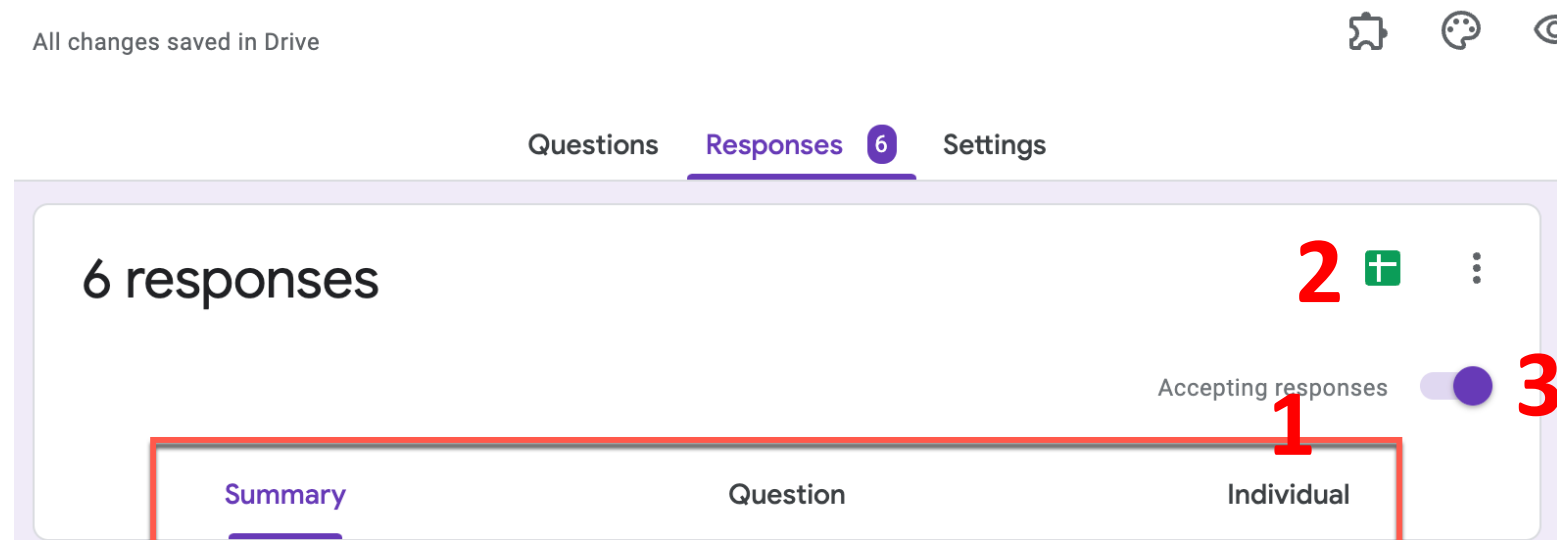 All changes saved in Drive
Questions Responses 6 Settings
6 responses 2
Accepting responses 3
1
Summary Question Individual